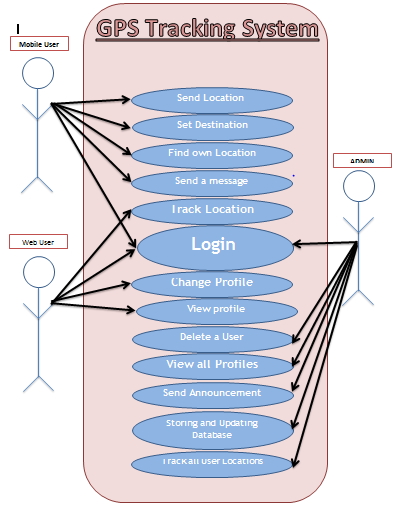 GPS Tracking System
Mobile User
Send Location
Set Destination
Find own Location
Send a message
ADMIN
Track Location
Web User
Login
Change Profile
View profile
Delete a User
View all Profiles
Send Announcement
Storing and Updating
Database
Track all User Locations